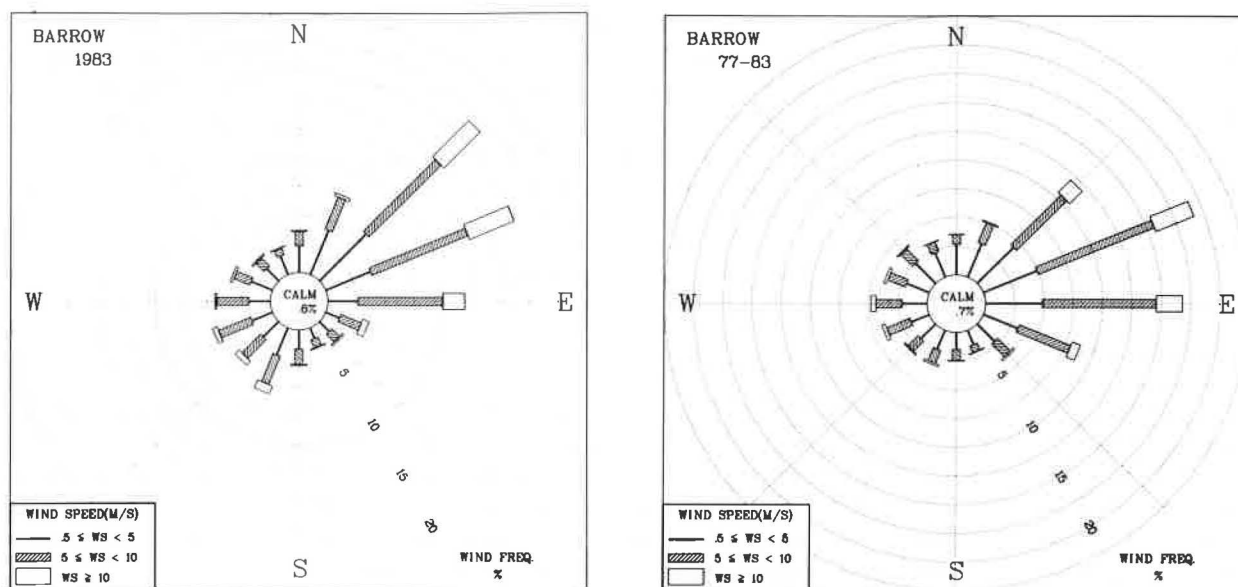 BARROW
1983
N
W
E
CALM
.6%
5
10
15
20
S
WIND SPEED(M/S)
.5 ≤ WS < 5
5 ≤ WS < 10
WS ≥ 10
WIND FREQ.
%
BARROW
77-83
N
W
E
CALM
.7%
5
10
15
20
S
WIND SPEED(M/S)
.5 ≤ WS < 5
5 ≤ WS < 10
WS ≥ 10
WIND FREQ.
%